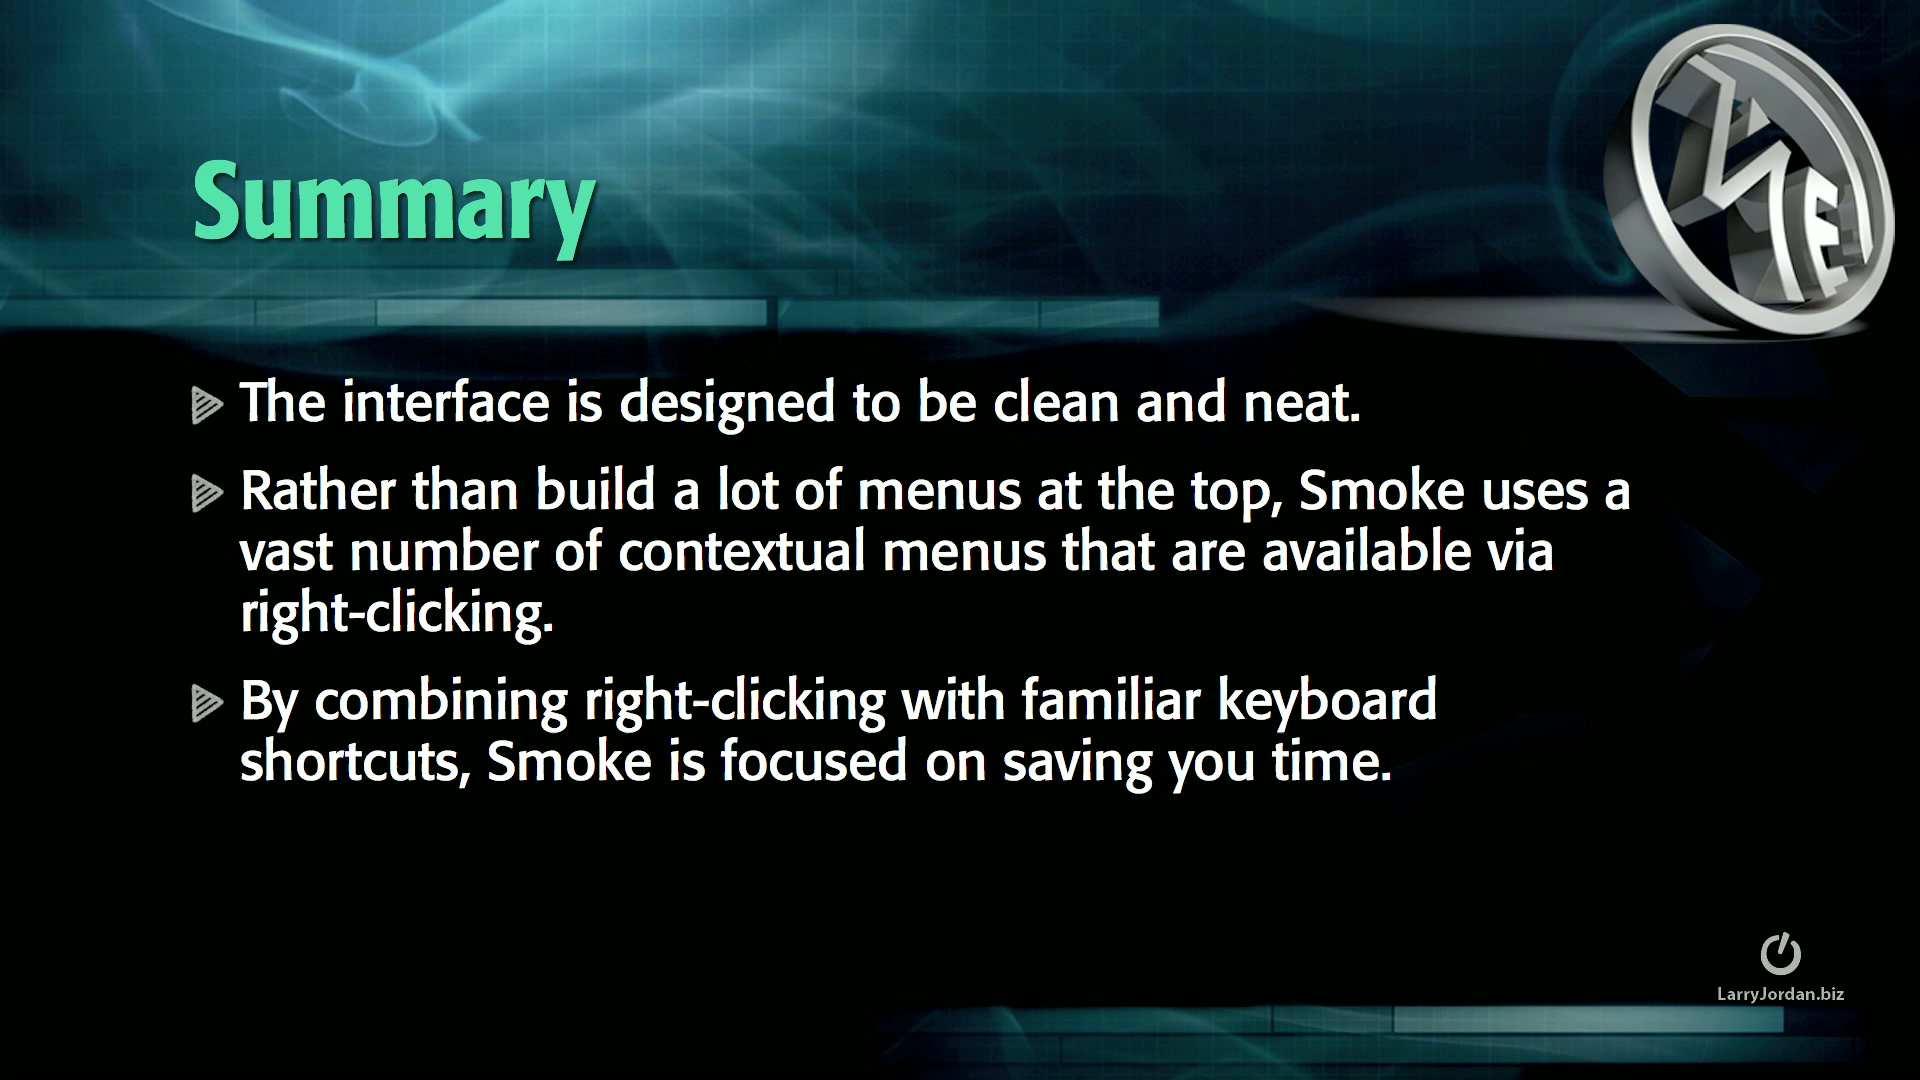 Summary
The interface is designed to be clean and neat.
Rather than build a lot of menus at the top, Smoke uses a
vast number of contextual menus that are available via
right-clicking.
By combining right-clicking with familiar keyboard
shortcuts, Smoke is focused on saving you time.
LarryJordan.biz